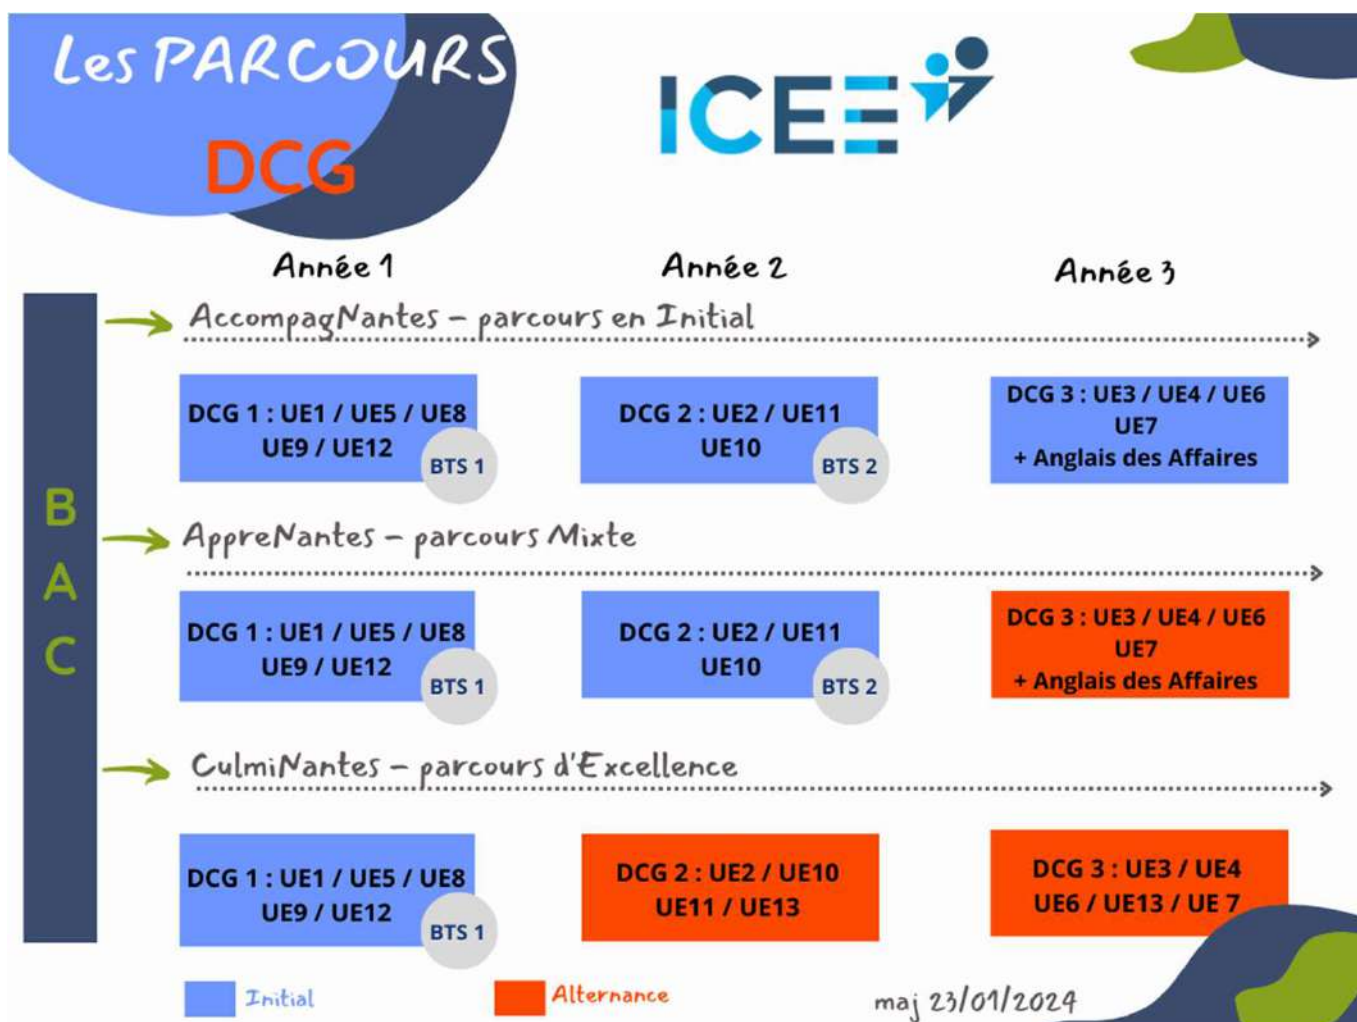 Les PARCOURS
DCG
ICEE
Année 1
Année 2
Année 3
BAC
AccompagNantes – parcours en Initial
DCG 1 : UE1 / UE5 / UE8
UE9 / UE12
BTS 1
DCG 2 : UE2 / UE11
UE10
BTS 2
DCG 3 : UE3 / UE4 / UE6
UE7
+ Anglais des Affaires
AppreNantes – parcours Mixte
DCG 1 : UE1 / UE5 / UE8
UE9 / UE12
BTS 1
DCG 2 : UE2 / UE11
UE10
BTS 2
DCG 3 : UE3 / UE4 / UE6
UE7
+ Anglais des Affaires
CulmiNantes – parcours d'Excellence
DCG 1 : UE1 / UE5 / UE8
UE9 / UE12
BTS 1
DCG 2 : UE2 / UE10
UE11 / UE13
DCG 3 : UE3 / UE4
UE6 / UE13 / UE 7
Initial
Alternance
maj 23/01/2024